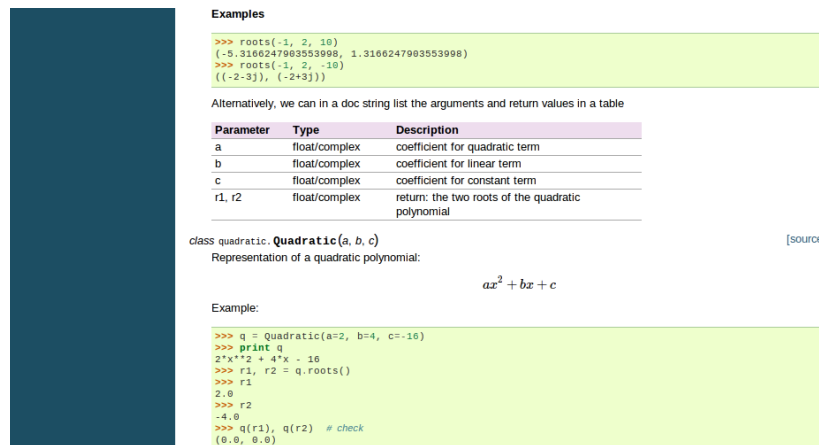 Examples
>>> roots(-1, 2, 10)
(-5.3166247903553998, 1.3166247903553998)
>>> roots(-1, 2, -10)
((-2-3j), (-2+3j))
Alternatively, we can in a doc string list the arguments and return values in a table
Parameter Type Description
a float/complex coefficient for quadratic term
b float/complex coefficient for linear term
c float/complex coefficient for constant term
r1, r2 float/complex return: the two roots of the quadratic
polynomial
class quadratic.Quadratic(a, b, c) [source
Representation of a quadratic polynomial:
ax² + bx + c
Example:
>>> q = Quadratic(a=2, b=4, c=-16)
>>> print q
2*x**2 + 4*x - 16
>>> r1, r2 = q.roots()
>>> r1
2.0
>>> r2
-4.0
>>> q(r1), q(r2) # check
(0.0, 0.0)